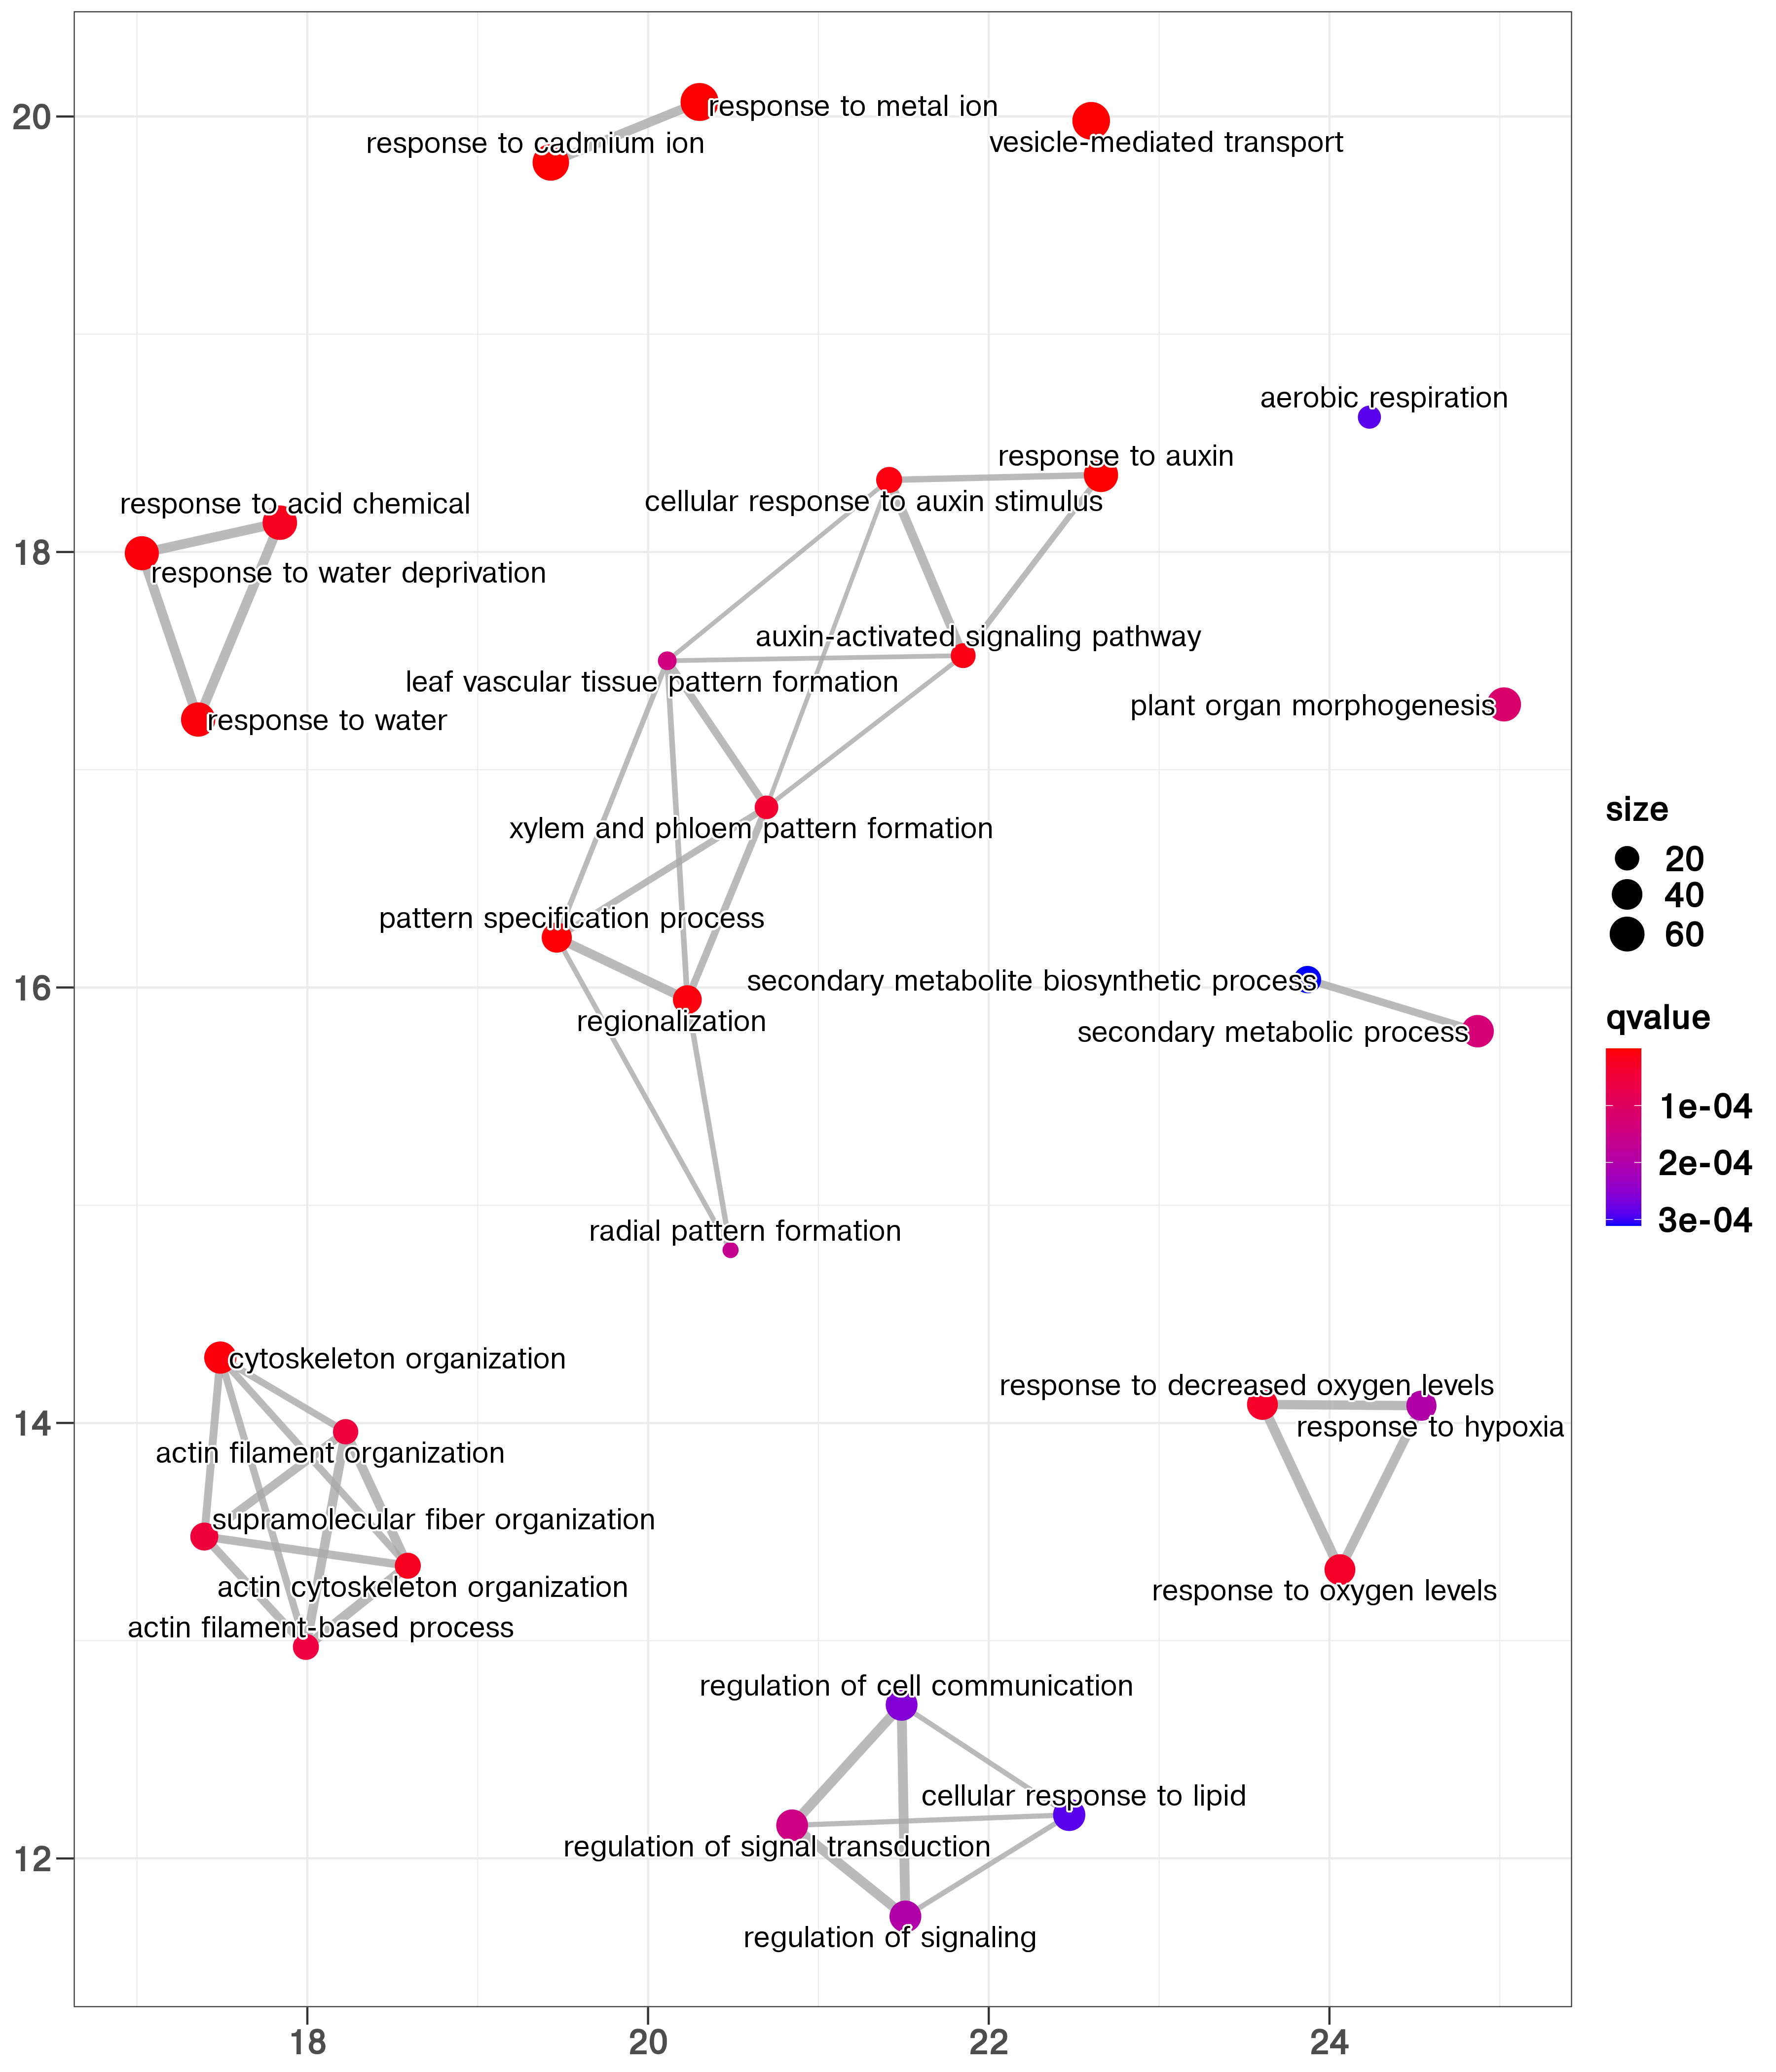 20
response to metal ion
response to cadmium ion
vesicle-mediated transport
aerobic respiration
response to auxin
response to acid chemical
cellular response to auxin stimulus
18
response to water deprivation
auxin-activated signaling pathway
leaf vascular tissue pattern formation
plant organ morphogenesis
response to water
xylem and phloem pattern formation
pattern specification process
16
secondary metabolite biosynthetic process
regionalization
secondary metabolic process
radial pattern formation
cytoskeleton organization
response to decreased oxygen levels
14
response to hypoxia
actin filament organization
supramolecular fiber organization
actin cytoskeleton organization
response to oxygen levels
actin filament-based process
regulation of cell communication
cellular response to lipid
regulation of signal transduction
12
regulation of signaling
18 20 22 24
size
20
40
60
qvalue
1e-04
2e-04
3e-04